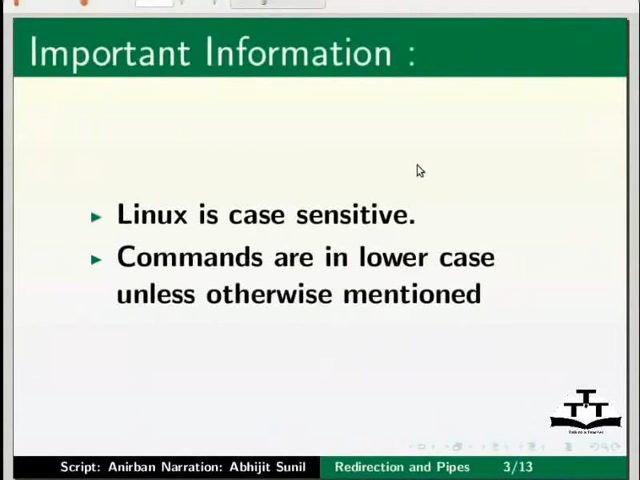 Important Information :
Linux is case sensitive.
Commands are in lower case
unless otherwise mentioned
TTT
Script: Anirban Narration: Abhijit Sunil Redirection and Pipes 3/13